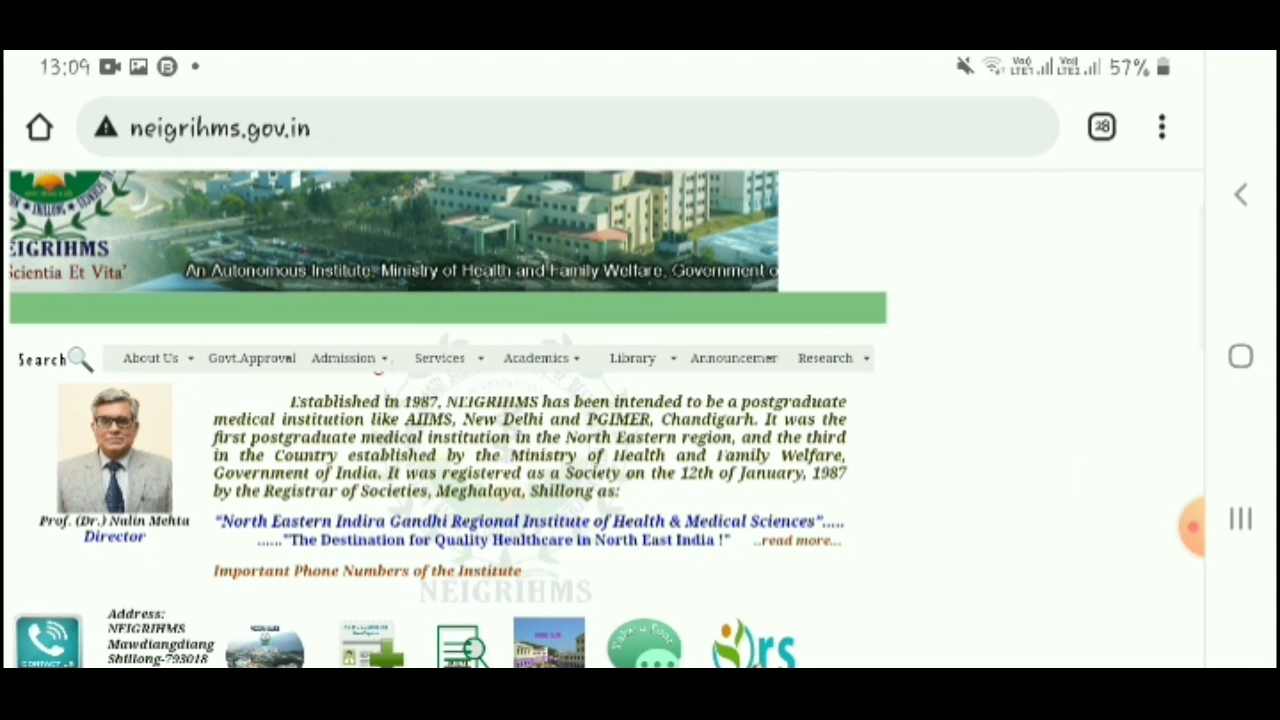 13:09 57%
neigrihms.gov.in
28
NEIGRIHMS
Scientia Et Vita'
An Autonomous Institute, Ministry of Health and Family Welfare, Government
Search About Us Govt.Approval Admission Services Academics Library Announcemen Research
Established in 1987, NEIGRIHMS has been intended to be a postgraduate
medical institution like AIIMS, New Delhi and PGIMER, Chandigarh. It was the
first postgraduate medical institution in the North Eastern region, and the third
in the Country established by the Ministry of Health and Family Welfare,
Government of India. It was registered as a Society on the 12th of January, 1987
by the Registrar of Societies, Meghalaya, Shillong as:
Prof. (Dr.) Nalin Mehta
Director
"North Eastern Indira Gandhi Regional Institute of Health & Medical Sciences".....
......"The Destination for Quality Healthcare in North East India !" ..read more...
Important Phone Numbers of the Institute
NEIGRIHMS
Address:
NEIGRIHMS
Mawdiangdiang
Shillong-793018
CONTACT US
ors